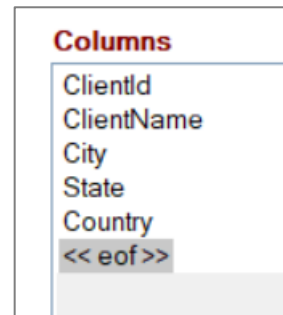 Columns
ClientId
ClientName
City
State
Country
<< eof >>